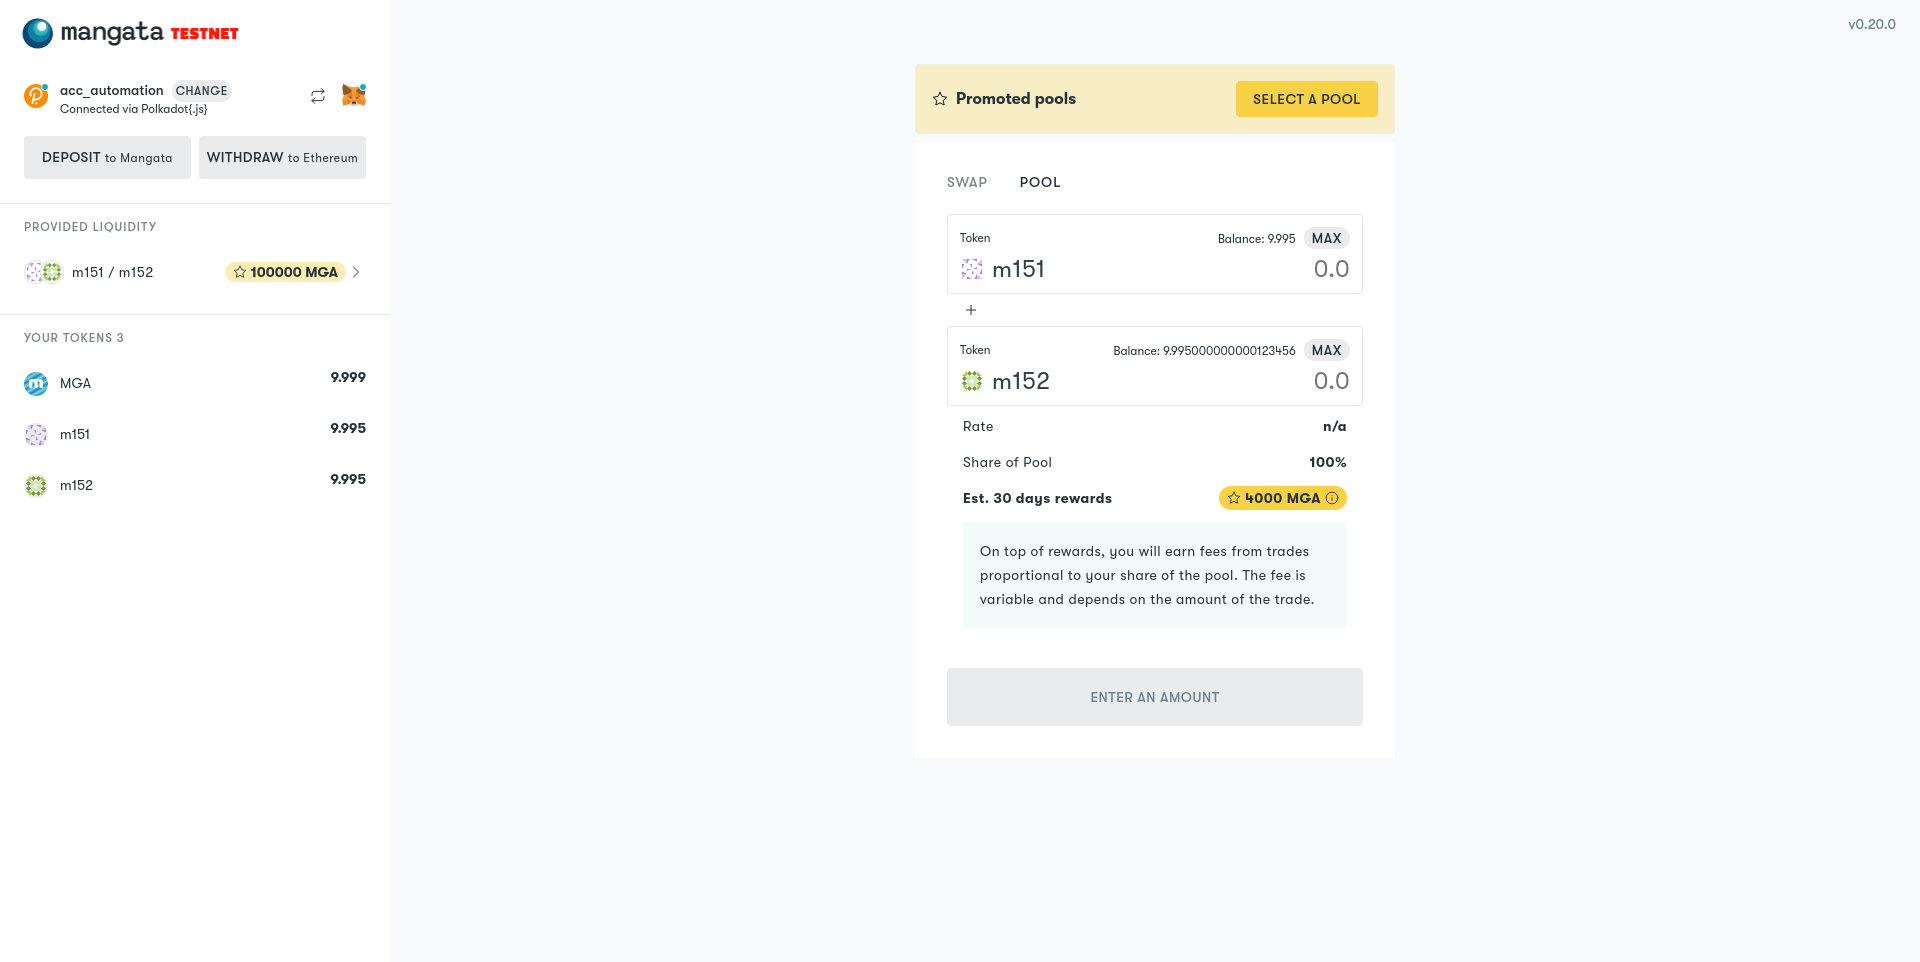 mangata TESTNET
v0.20.0
acc_automation CHANGE
Connected via Polkadot{.js}
DEPOSIT to Mangata
WITHDRAW to Ethereum
PROVIDED LIQUIDITY
m151 / m152
100000 MGA
YOUR TOKENS 3
MGA
9.999
m151
9.995
m152
9.995
Promoted pools
SELECT A POOL
SWAP
POOL
Token
Balance: 9.995
MAX
m151
0.0
Token
Balance: 9.995000000000123456
MAX
m152
0.0
Rate
n/a
Share of Pool
100%
Est. 30 days rewards
4000 MGA
On top of rewards, you will earn fees from trades
proportional to your share of the pool. The fee is
variable and depends on the amount of the trade.
ENTER AN AMOUNT